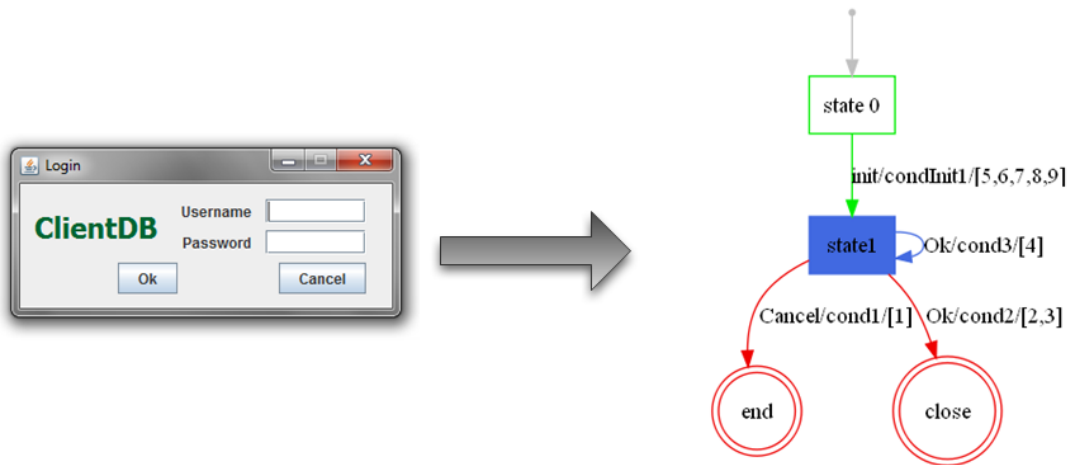 Login
ClientDB
Username
Password
Ok
Cancel
state 0
init/condInit1/[5,6,7,8,9]
state1
Ok/cond3/[4]
Cancel/cond1/[1]
Ok/cond2/[2,3]
end
close